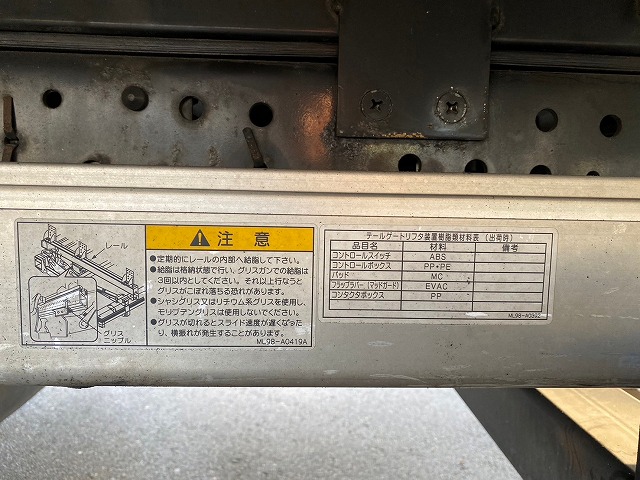 レール
グリス
ニップル
注意
●定期的にレールの内部へ給脂して下さい。
●給脂は格納状態で行い、グリスガンでの給脂は
3回以内としてください。それ以上行なうと
グリスがこぼれ落ちる恐れがあります。
●シャシグリス又はリチウム系グリスを使用し、
モリブデングリスは使用しないでください。
●グリスが切れるとスライド速度が遅くなった
り、横振れが発生することがあります。
ML98-A0419A
テールゲートリフタ装置樹脂類材料表 (出荷時)
品目名 材料 備考
コントロールスイッチ ABS
コントロールボックス PP・PE
パッド MC
フラップラバー(マッドガード) EVAC
コンタクタボックス PP